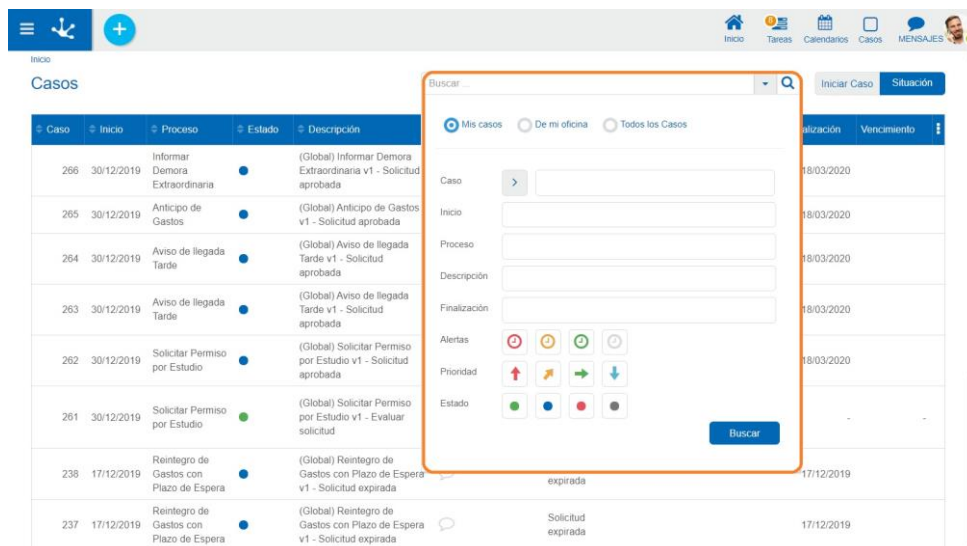 Inicio
6
Tareas
Calendarios
Casos
MENSAJES
Inicio
Casos
Buscar ...
Iniciar Caso
Situación
Caso
Inicio
Proceso
Estado
Descripción
alización
Vencimiento
Mis casos
De mi oficina
Todos los Casos
Caso
Inicio
Proceso
Descripción
Finalización
Alertas
Prioridad
Estado
Buscar
266 30/12/2019
Informar
Demora
Extraordinaria
(Global) Informar Demora
Extraordinaria v1 - Solicitud
aprobada
18/03/2020
265 30/12/2019
Anticipo de
Gastos
(Global) Anticipo de Gastos
v1 - Solicitud aprobada
18/03/2020
264 30/12/2019
Aviso de llegada
Tarde
(Global) Aviso de llegada
Tarde v1 - Solicitud
aprobada
18/03/2020
263 30/12/2019
Aviso de llegada
Tarde
(Global) Aviso de llegada
Tarde v1 - Solicitud
aprobada
18/03/2020
262 30/12/2019
Solicitar Permiso
por Estudio
(Global) Solicitar Permiso
por Estudio v1 - Solicitud
aprobada
18/03/2020
261 30/12/2019
Solicitar Permiso
por Estudio
(Global) Solicitar Permiso
por Estudio v1 - Evaluar
solicitud
- -
238 17/12/2019
Reintegro de
Gastos con
Plazo de Espera
(Global) Reintegro de
Gastos con Plazo de Espera
v1 - Solicitud expirada
expirada
17/12/2019
237 17/12/2019
Reintegro de
Gastos con
Plazo de Espera
(Global) Reintegro de
Gastos con Plazo de Espera
v1 - Solicitud expirada
Solicitud
expirada
17/12/2019